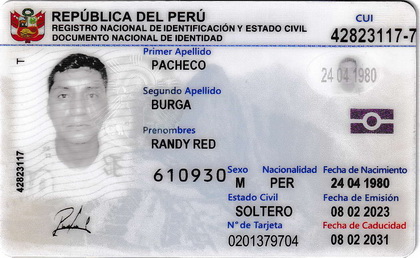 REPÚBLICA DEL PERÚ
REGISTRO NACIONAL DE IDENTIFICACIÓN Y ESTADO CIVIL
DOCUMENTO NACIONAL DE IDENTIDAD
CUI
42823117-7
Primer Apellido
PACHECO
24 04 1980
Segundo Apellido
BURGA
Prenombres
RANDY RED
T
42823117
610930
Sexo Nacionalidad Fecha de Nacimiento
M PER 24 04 1980
Estado Civil Fecha de Emisión
SOLTERO 08 02 2023
N° de Tarjeta Fecha de Caducidad
0201379704 08 02 2031